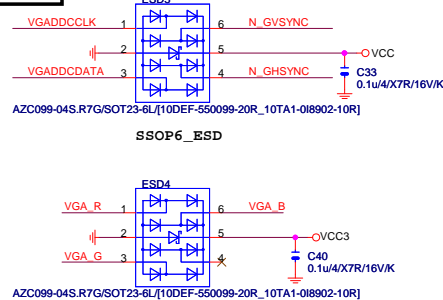 ESD3
VGADDCCLK 1 6 N_GVSYNC
2 5 VCC
VGADDCDATA 3 4 N_GHSYNC
C33
0.1u/4/X7R/16V/K
AZC099-04S.R7G/SOT23-6L/[10DEF-550099-20R_10TA1-0I8902-10R]
SSOP6_ESD
ESD4
VGA_R 1 6 VGA_B
2 5 VCC3
VGA_G 3 4
C40
0.1u/4/X7R/16V/K
AZC099-04S.R7G/SOT23-6L/[10DEF-550099-20R_10TA1-0I8902-10R]